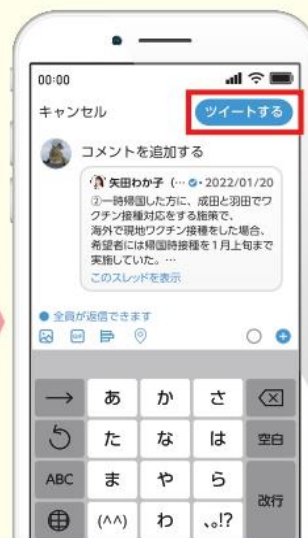 00:00
キャンセル
ツイートする
コメントを追加する
矢田わか子 (… ・2022/01/20
②一時帰国した方に、成田と羽田でワ
クチン接種対応をする施策で、
海外で現地ワクチン接種をした場合、
希望者には帰国時接種を1月上旬まで
実施していた。…
このスレッドを表示
全員が返信できます
GIF
→ あ か さ
た な は 空白
ABC ま や ら
改行
(^^) わ 、。!?